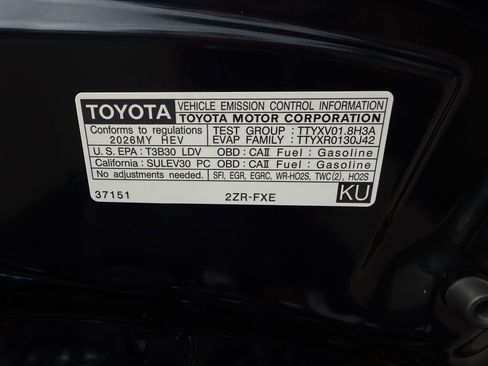 TOYOTA VEHICLE EMISSION CONTROL INFORMATION
TOYOTA MOTOR CORPORATION
Conforms to regulations TEST GROUP : TTYXV01.8H3A
2026MY HEV EVAP FAMILY : TTYXR0130J42
U.S. EPA : T3B30 LDV OBD : CAⅡ Fuel : Gasoline
California : SULEV30 PC OBD : CAⅡ Fuel : Gasoline
No adjustments needed. SFI, EGR, EGRC, WR-HO2S, TWC(2), HO2S
37151 2ZR-FXE KU